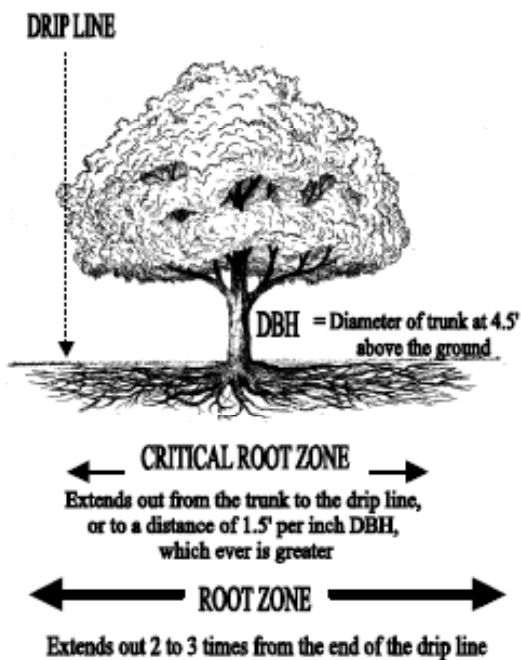 DRIP LINE
DBH = Diameter of trunk at 4.5'
above the ground
CRITICAL ROOT ZONE
Extends out from the trunk to the drip line,
or to a distance of 1.5' per inch DBH,
which ever is greater
ROOT ZONE
Extends out 2 to 3 times from the end of the drip line